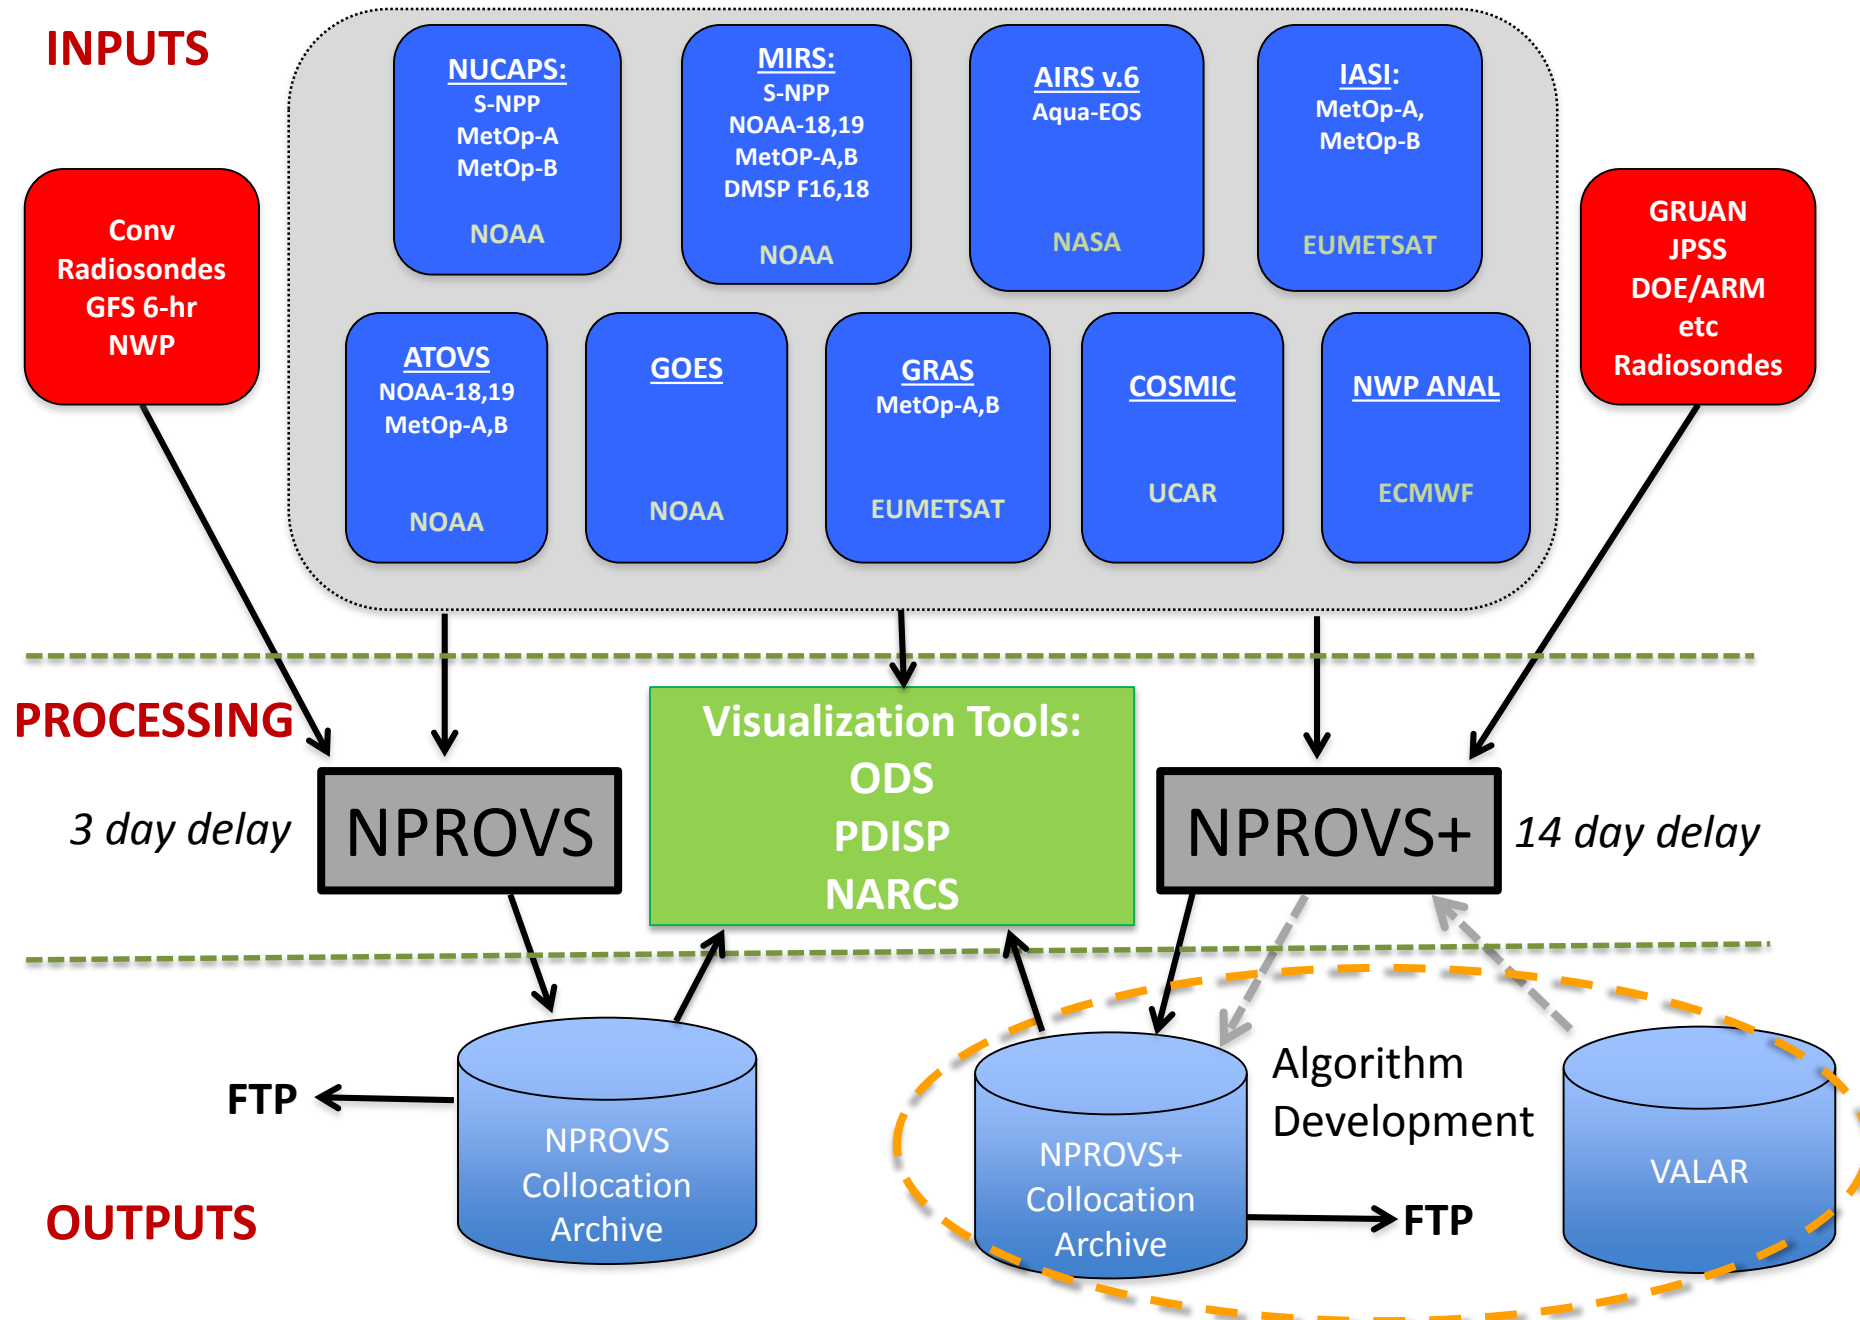 INPUTS
NUCAPS:
S-NPP
MetOp-A
MetOp-B
NOAA
MIRS:
S-NPP
NOAA-18,19
MetOP-A,B
DMSP F16,18
NOAA
AIRS v.6
Aqua-EOS
NASA
IASI:
MetOp-A,
MetOp-B
EUMETSAT
Conv
Radiosondes
GFS 6-hr
NWP
GRUAN
JPSS
DOE/ARM
etc
Radiosondes
ATOVS
NOAA-18,19
MetOp-A,B
NOAA
GOES
NOAA
GRAS
MetOp-A,B
EUMETSAT
COSMIC
UCAR
NWP ANAL
ECMWF
PROCESSING
3 day delay
NPROVS
Visualization Tools:
ODS
PDISP
NARCS
NPROVS+
14 day delay
FTP
NPROVS
Collocation
Archive
NPROVS+
Collocation
Archive
Algorithm
Development
FTP
VALAR
OUTPUTS